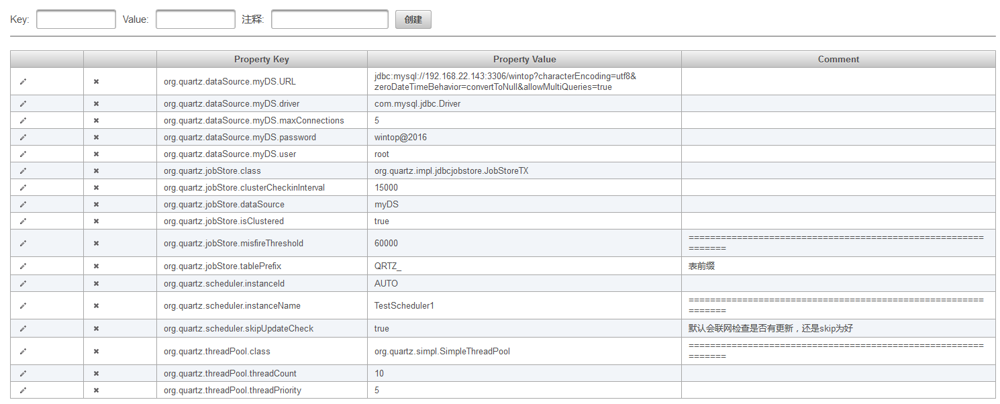 Key: Value: 注释: 创建
Property Key Property Value Comment
org.quartz.dataSource.myDS.URL jdbc:mysql://192.168.22.143:3306/wintop?characterEncoding=utf8&
zeroDateTimeBehavior=convertToNull&allowMultiQueries=true
org.quartz.dataSource.myDS.driver com.mysql.jdbc.Driver
org.quartz.dataSource.myDS.maxConnections 5
org.quartz.dataSource.myDS.password wintop@2016
org.quartz.dataSource.myDS.user root
org.quartz.jobStore.class org.quartz.impl.jdbcjobstore.JobStoreTX
org.quartz.jobStore.clusterCheckinInterval 15000
org.quartz.jobStore.dataSource myDS
org.quartz.jobStore.isClustered true
org.quartz.jobStore.misfireThreshold 60000 =======================================================
=======
org.quartz.jobStore.tablePrefix QRTZ_ 表前缀
org.quartz.scheduler.instanceId AUTO
org.quartz.scheduler.instanceName TestScheduler1 =======================================================
=======
org.quartz.scheduler.skipUpdateCheck true 默认会联网检查是否有更新，还是skip为好
org.quartz.threadPool.class org.quartz.simpl.SimpleThreadPool =======================================================
=======
org.quartz.threadPool.threadCount 10
org.quartz.threadPool.threadPriority 5